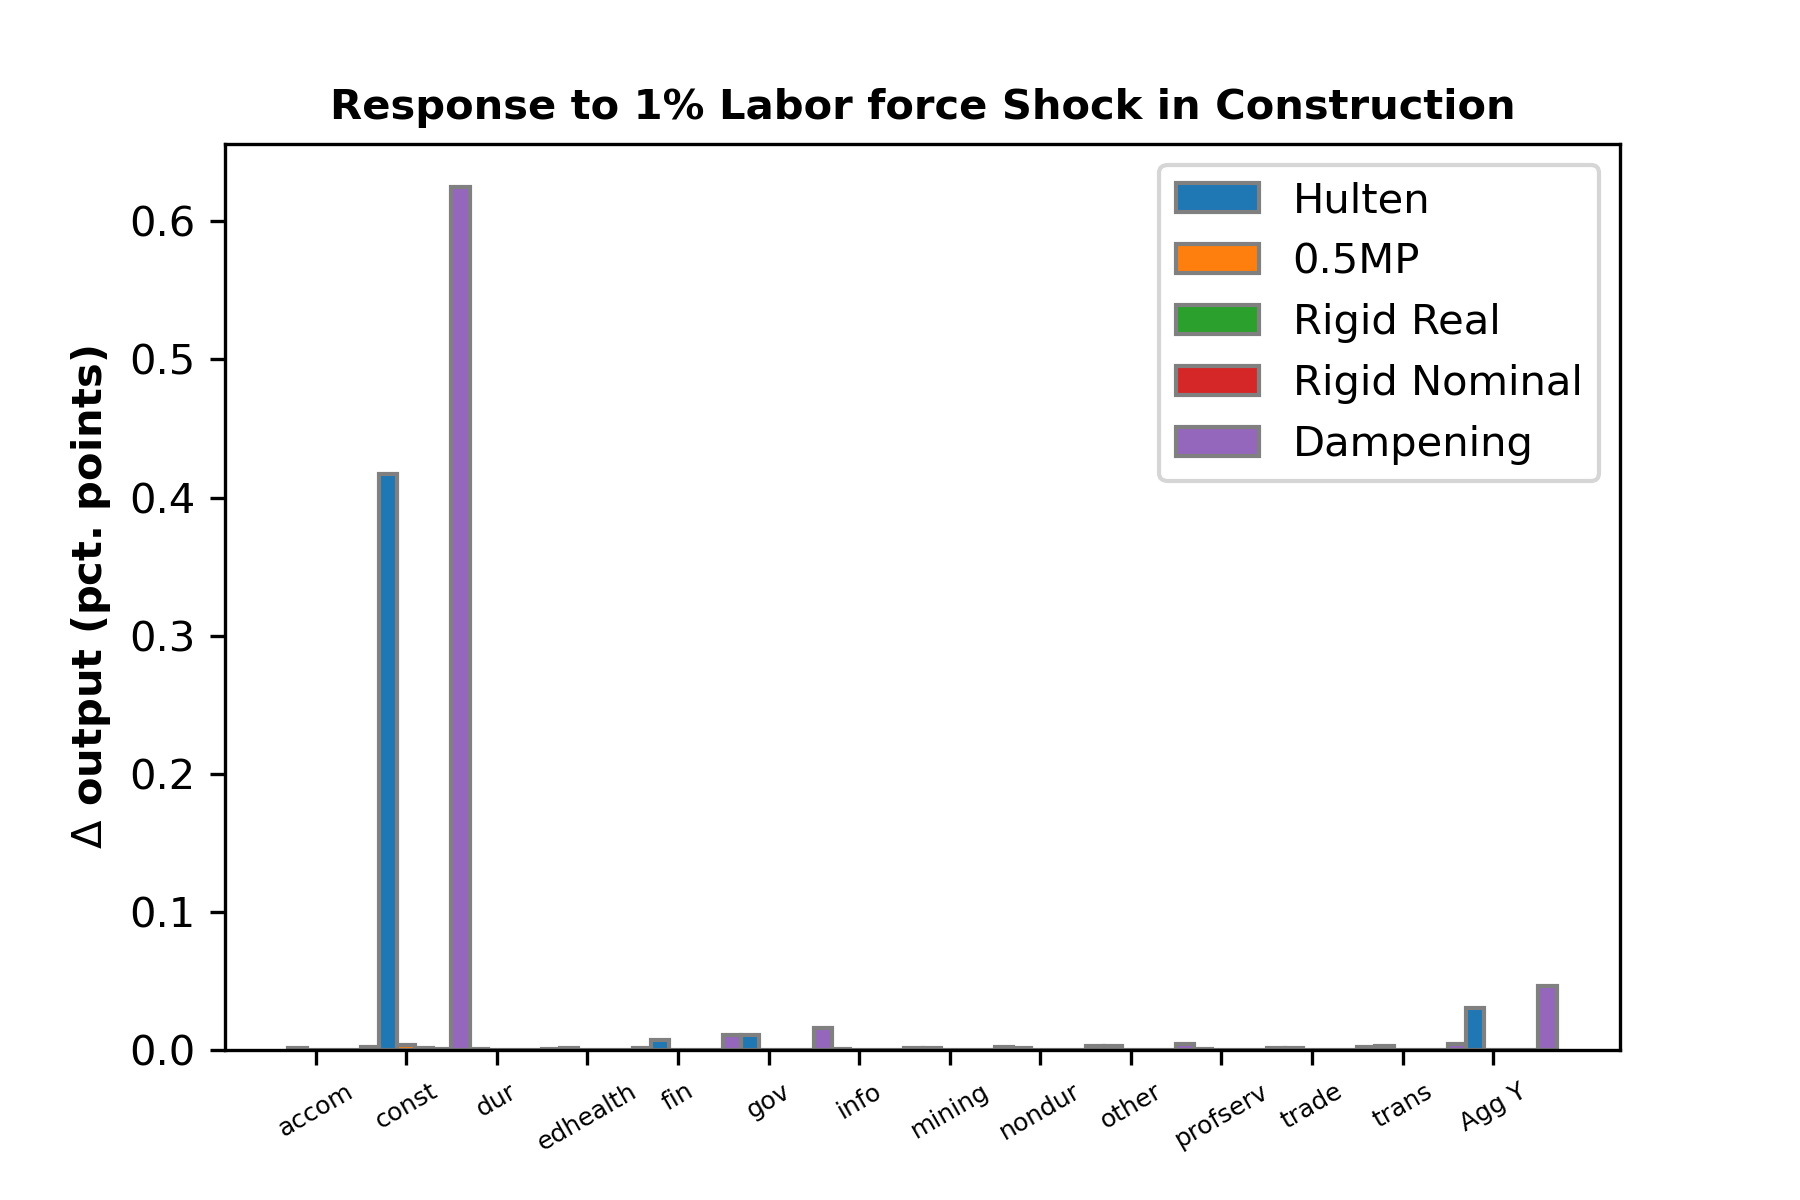 Response to 1% Labor force Shock in Construction
Δ output (pct. points)
0.6
0.5
0.4
0.3
0.2
0.1
0.0
Hulten
0.5MP
Rigid Real
Rigid Nominal
Dampening
accom
const
dur
edhealth
fin
gov
info
mining
nondur
other
profserv
trade
trans
Agg Y